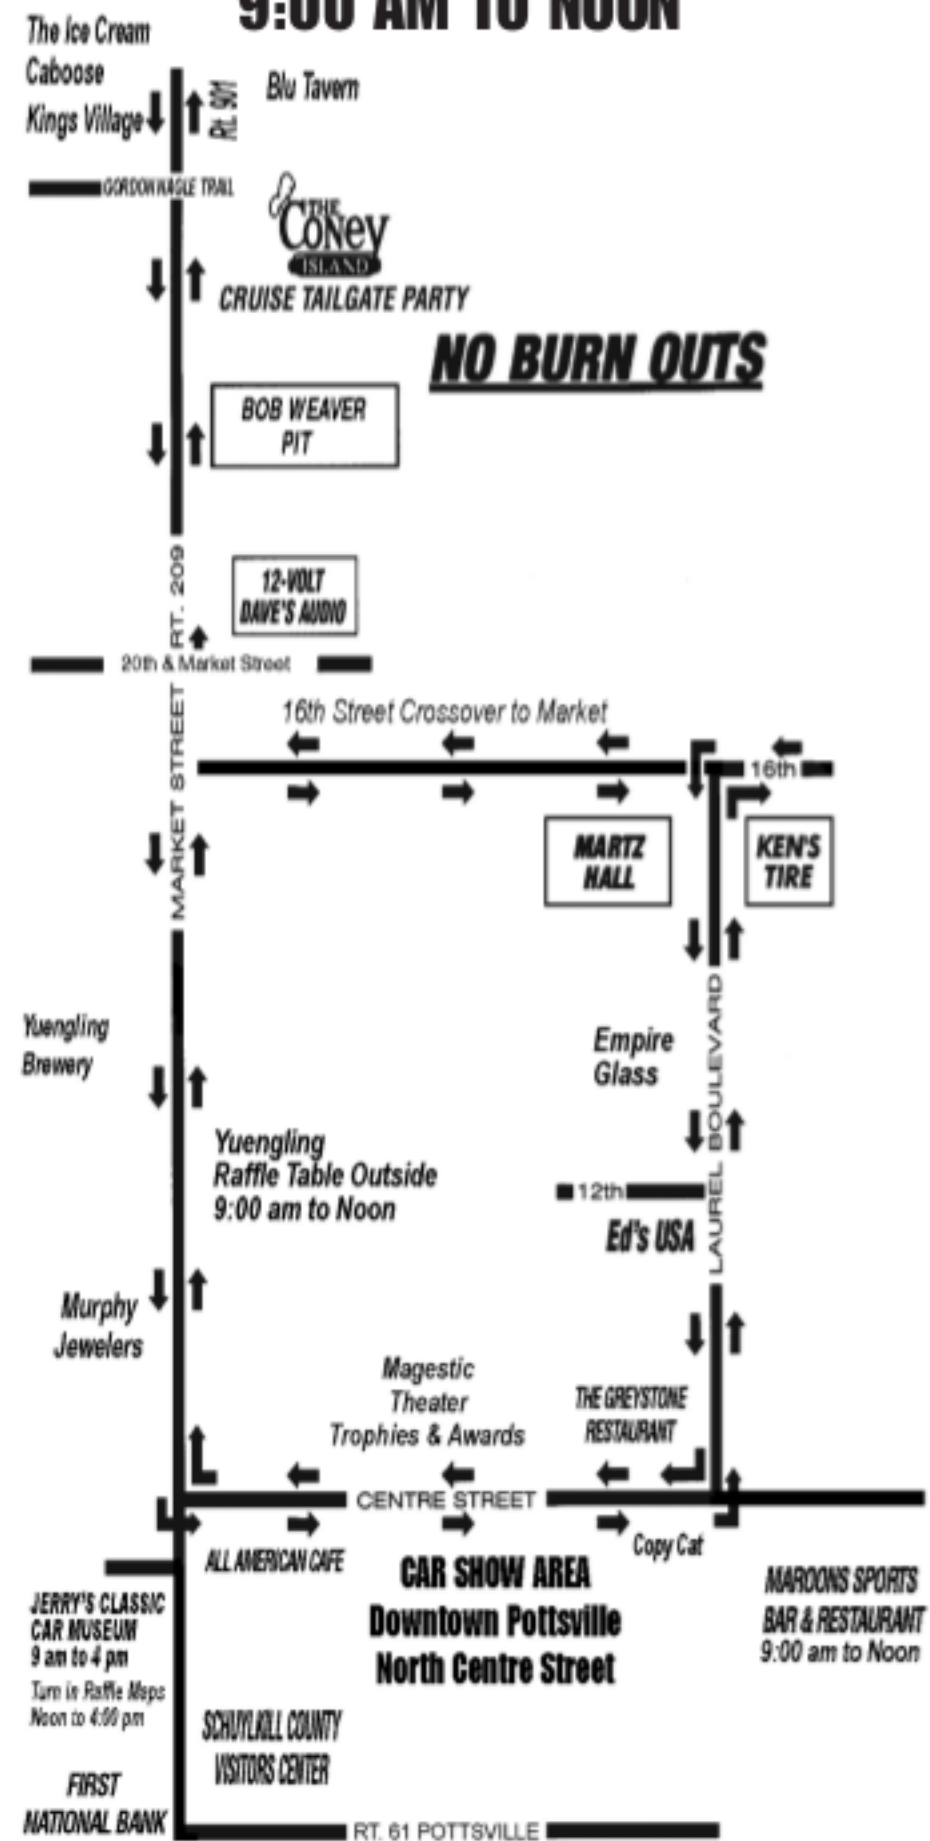 9:00 AM TO NOON
The Ice Cream
Caboose
Kings Village
Rt. 901
Blu Tavern
GORDON NAGLE TRAIL
THE
CONey
ISLAND
CRUISE TAILGATE PARTY
NO BURN OUTS
BOB WEAVER
PIT
MARKET STREET RT. 209
12-VOLT
DAVE'S AUDIO
20th & Market Street
16th Street Crossover to Market
16th
MARTZ
HALL
KEN'S
TIRE
Yuengling
Brewery
Empire
Glass
LAUREL BOULEVARD
Yuengling
Raffle Table Outside
9:00 am to Noon
12th
Ed's USA
Murphy
Jewelers
Magestic
Theater
Trophies & Awards
THE GREYSTONE
RESTAURANT
CENTRE STREET
ALL AMERICAN CAFE
Copy Cat
CAR SHOW AREA
Downtown Pottsville
North Centre Street
MAROONS SPORTS
BAR & RESTAURANT
9:00 am to Noon
JERRY'S CLASSIC
CAR MUSEUM
9 am to 4 pm
Turn in Raffle Maps
Noon to 4:00 pm
SCHUYLKILL COUNTY
VISITORS CENTER
FIRST
NATIONAL BANK
RT. 61 POTTSVILLE